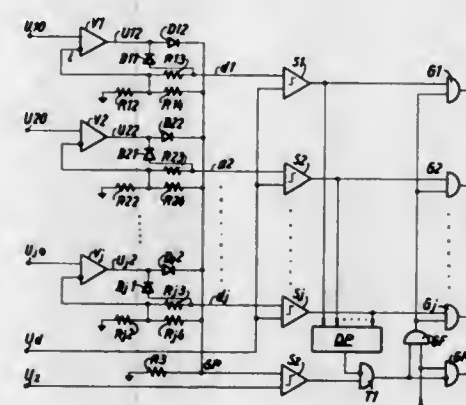 U10 V1 U12 D12 S1 G1
i D11 R13 d1
R12 R14
U20 V2 U22 D22 S2 G2
D21 R23 d2
R22 R24
Vj Uj2 Dj2 Sj Gj
Dj1 Rj3 dj
Rj2 Rj4 DP GF
Ud R3 GP
Uz Sz T1